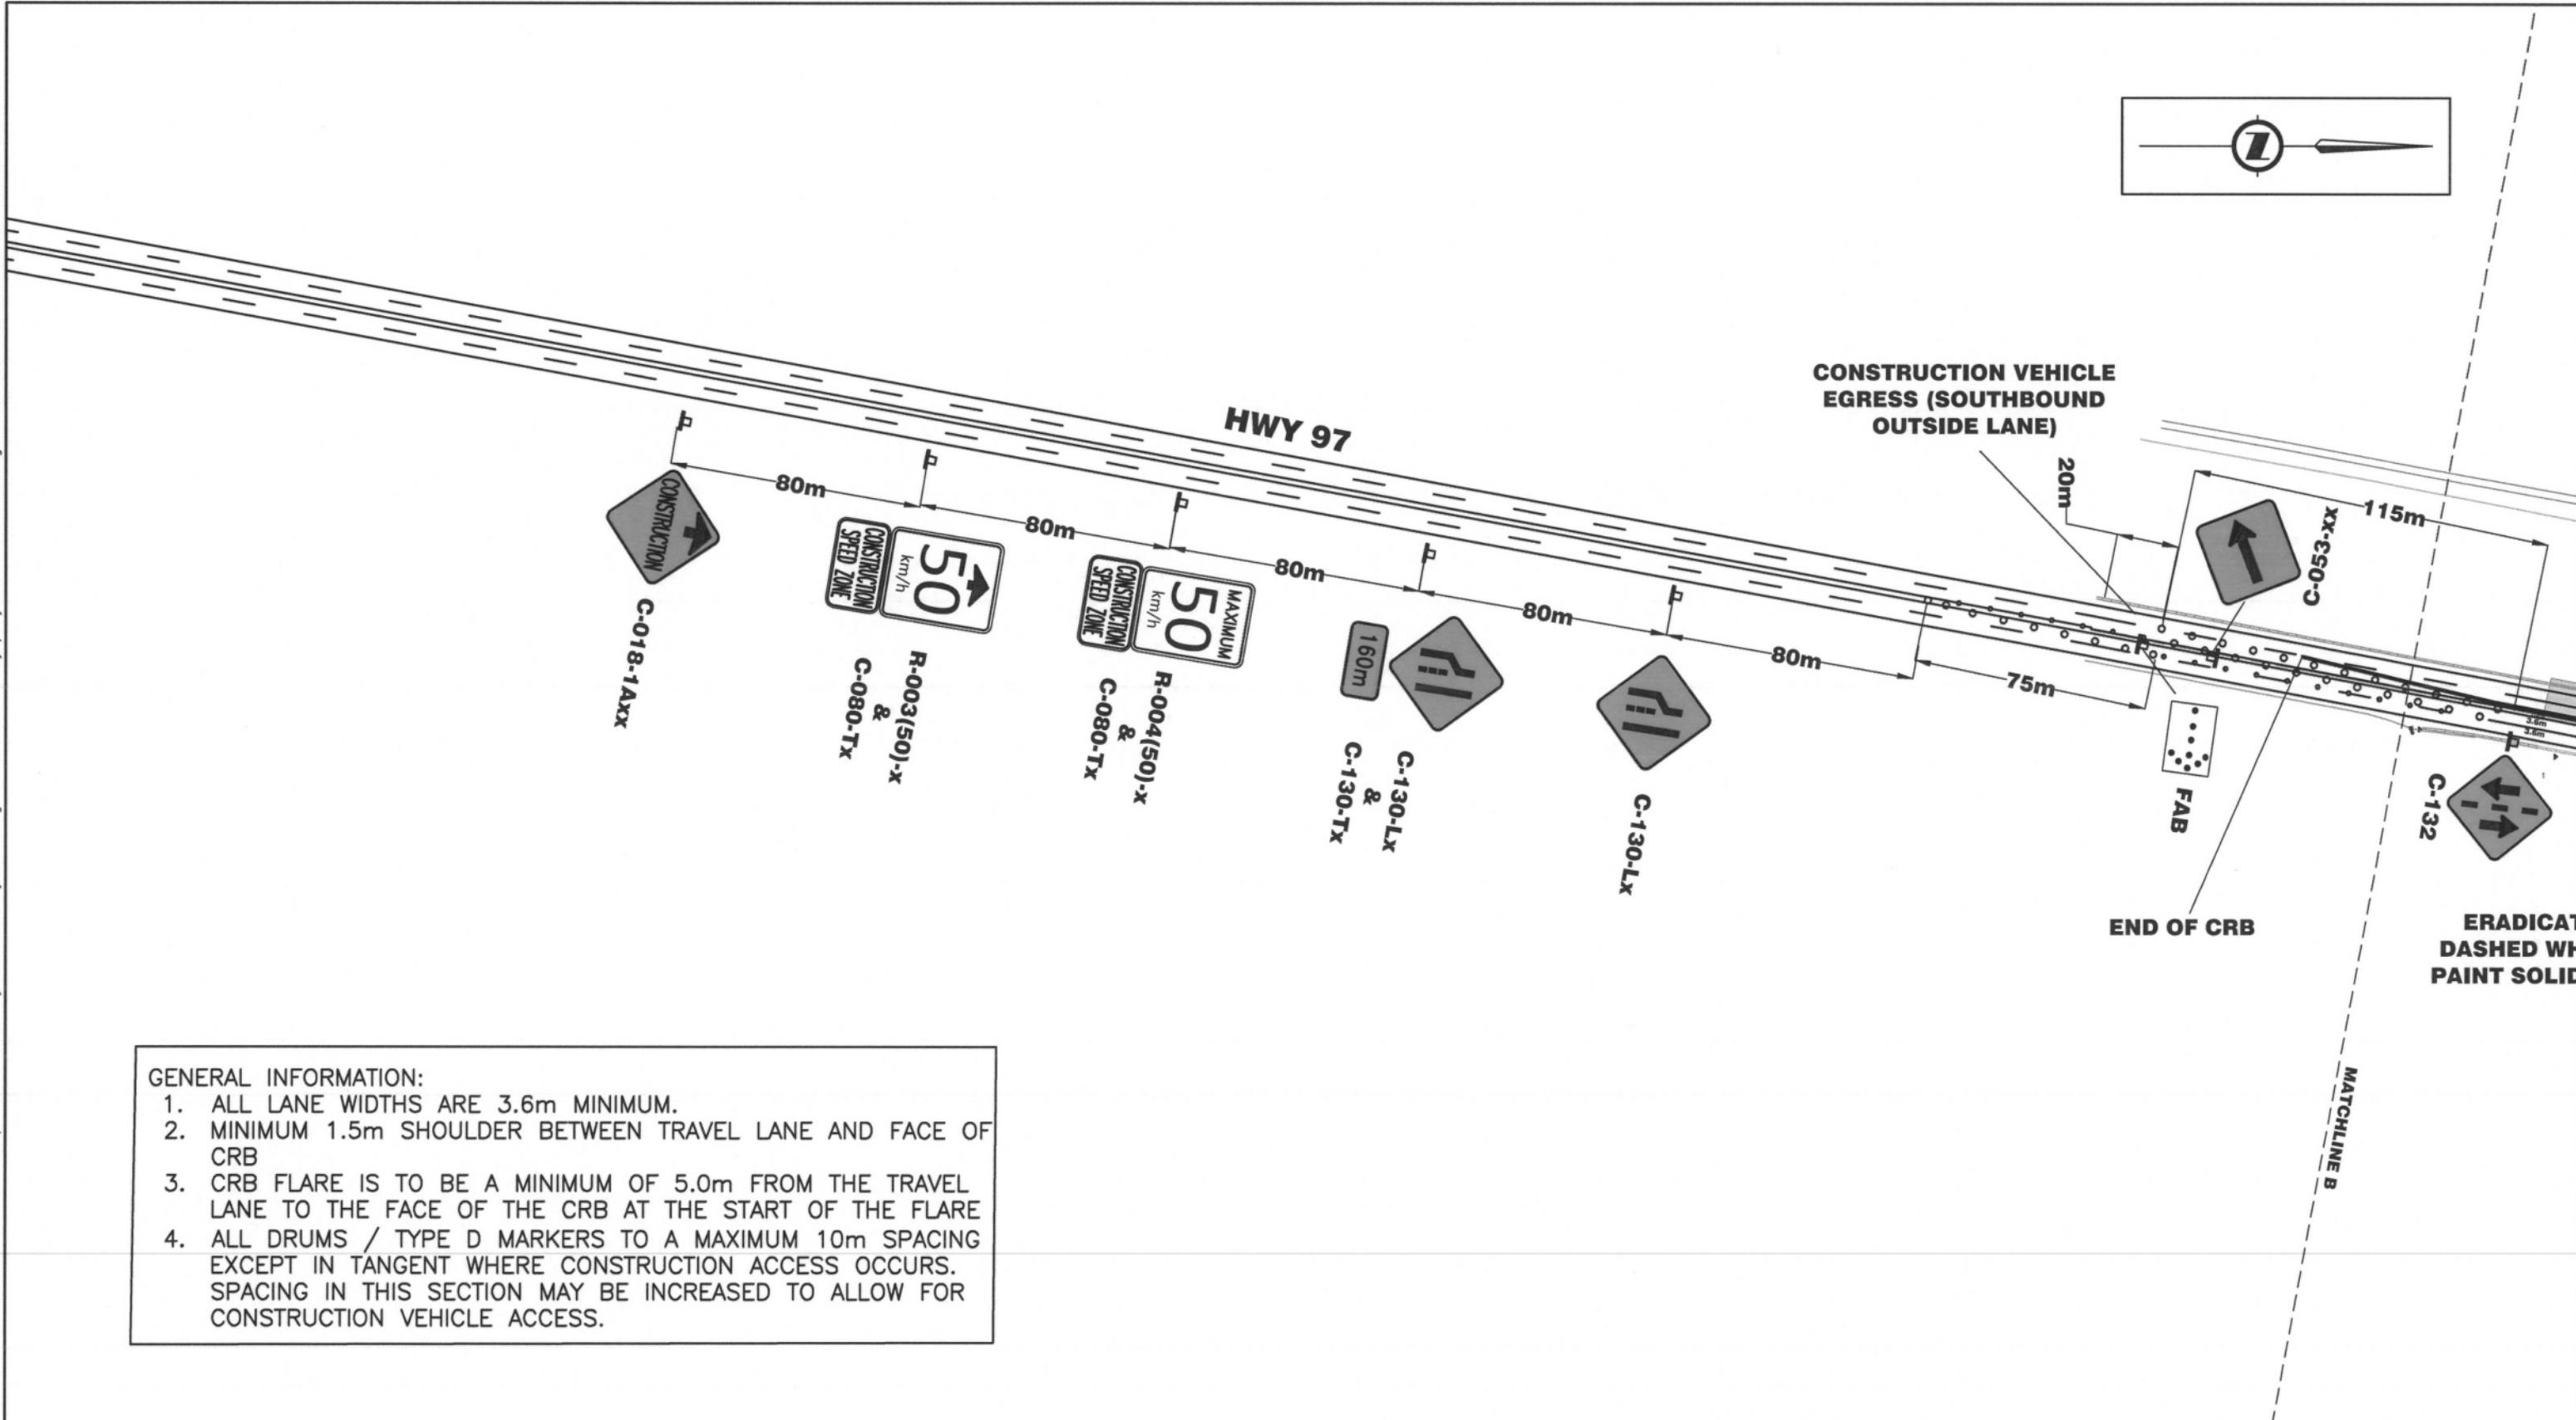 HWY 97
CONSTRUCTION VEHICLE
EGRESS (SOUTHBOUND
OUTSIDE LANE)
20m
115m
C-053-xx
80m
80m
80m
80m
80m
75m
CONSTRUCTION
C-018-1Axx
50
km/h
CONSTRUCTION
SPEED ZONE
R-003(50)-x
&
C-080-Tx
MAXIMUM
50
km/h
CONSTRUCTION
SPEED ZONE
R-004(50)-x
&
C-080-Tx
160m
C-130-Lx
&
C-130-Tx
C-130-Lx
FAB
3.6m
3.6m
C-132
END OF CRB
ERADICAT
DASHED WH
PAINT SOLID
MATCHLINE B
N
GENERAL INFORMATION:
1. ALL LANE WIDTHS ARE 3.6m MINIMUM.
2. MINIMUM 1.5m SHOULDER BETWEEN TRAVEL LANE AND FACE OF
CRB
3. CRB FLARE IS TO BE A MINIMUM OF 5.0m FROM THE TRAVEL
LANE TO THE FACE OF THE CRB AT THE START OF THE FLARE
4. ALL DRUMS / TYPE D MARKERS TO A MAXIMUM 10m SPACING
EXCEPT IN TANGENT WHERE CONSTRUCTION ACCESS OCCURS.
SPACING IN THIS SECTION MAY BE INCREASED TO ALLOW FOR
CONSTRUCTION VEHICLE ACCESS.